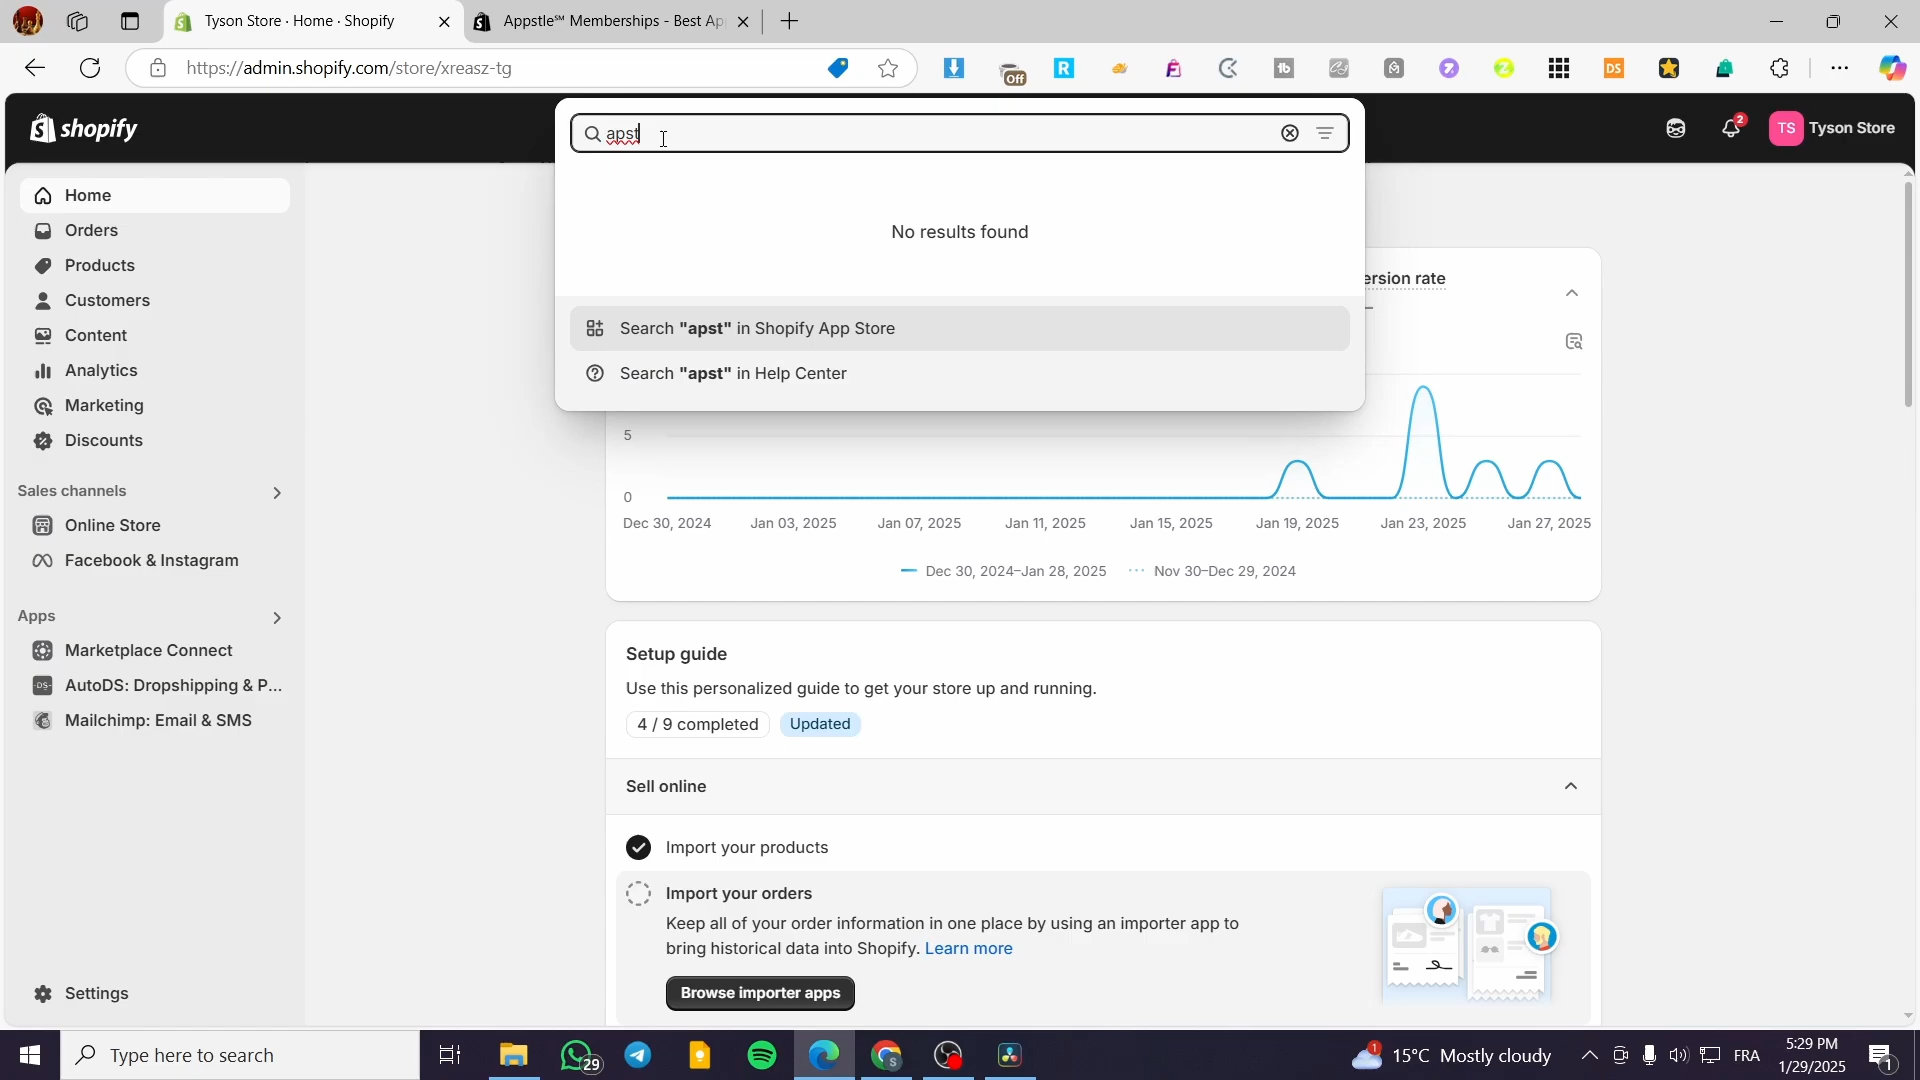 Tyson Store · Home · Shopify
Appstle℠ Memberships - Best Ap
https://admin.shopify.com/store/xreasz-tg
Off
DS
shopify
apst
2
TS
Tyson Store
Home
Orders
Products
Customers
Content
Analytics
Marketing
Discounts
Sales channels
Online Store
Facebook & Instagram
Apps
Marketplace Connect
AutoDS: Dropshipping & P...
Mailchimp: Email & SMS
Settings
No results found
Search "apst" in Shopify App Store
Search "apst" in Help Center
ersion rate
5
0
Dec 30, 2024
Jan 03, 2025
Jan 07, 2025
Jan 11, 2025
Jan 15, 2025
Jan 19, 2025
Jan 23, 2025
Jan 27, 2025
Dec 30, 2024–Jan 28, 2025
Nov 30–Dec 29, 2024
Setup guide
Use this personalized guide to get your store up and running.
4 / 9 completed
Updated
Sell online
Import your products
Import your orders
Keep all of your order information in one place by using an importer app to
bring historical data into Shopify. Learn more
Browse importer apps
Type here to search
29
1
15°C Mostly cloudy
FRA
5:29 PM
1/29/2025
1